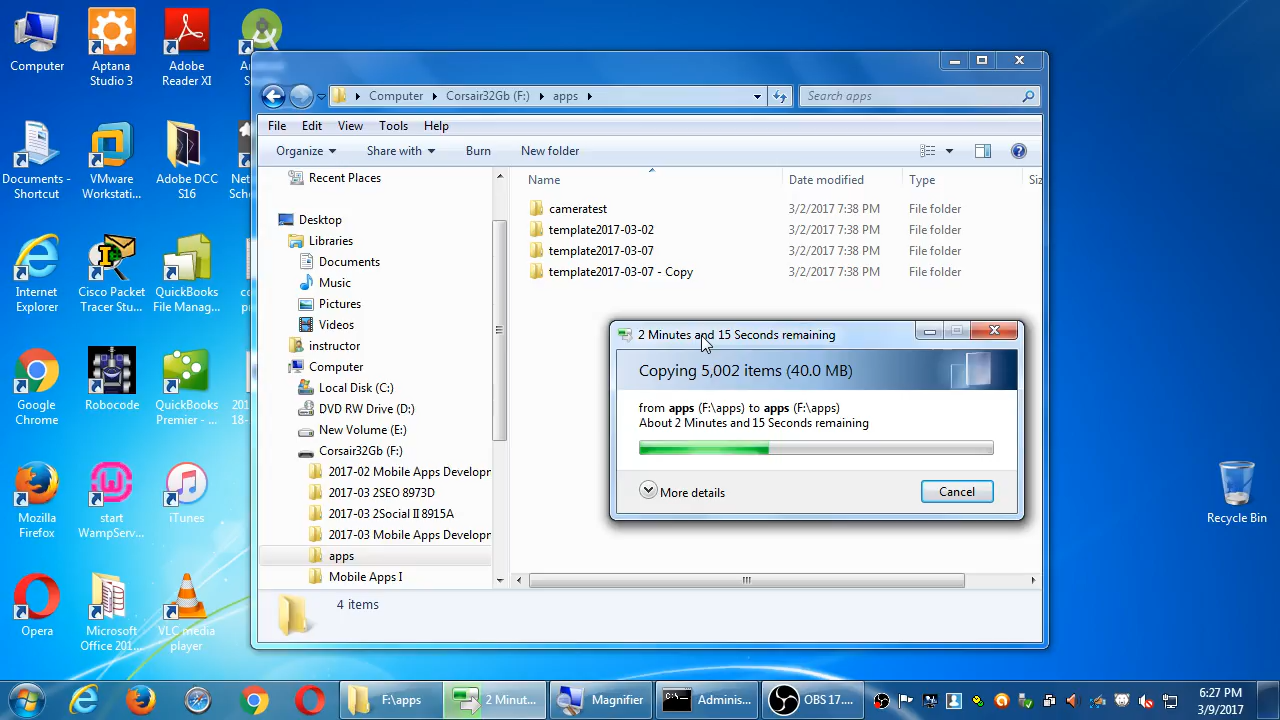 Computer
Aptana
Studio 3
Adobe
Reader XI
Documents -
Shortcut
VMware
Workstati...
Adobe DCC
S16
Internet
Explorer
Cisco Packet
Tracer Stu...
QuickBooks
File Manag...
Google
Chrome
Robocode
QuickBooks
Premier - ...
Mozilla
Firefox
start
WampServ...
iTunes
Opera
Microsoft
Office 201...
VLC media
player
Recycle Bin
Computer
Corsair32Gb (F:)
apps
Search apps
File Edit View Tools Help
Organize Share with Burn New folder
Recent Places
Desktop
Libraries
Documents
Music
Pictures
Videos
instructor
Computer
Local Disk (C:)
DVD RW Drive (D:)
New Volume (E:)
Corsair32Gb (F:)
2017-02 Mobile Apps Developr
2017-03 2SEO 8973D
2017-03 2Social II 8915A
2017-03 Mobile Apps Developr
apps
Mobile Apps I
Name Date modified Type
cameratest 3/2/2017 7:38 PM File folder
template2017-03-02 3/2/2017 7:38 PM File folder
template2017-03-07 3/2/2017 7:38 PM File folder
template2017-03-07 - Copy 3/2/2017 7:38 PM File folder
4 items
2 Minutes and 15 Seconds remaining
Copying 5,002 items (40.0 MB)
from apps (F:\apps) to apps (F:\apps)
About 2 Minutes and 15 Seconds remaining
More details
Cancel
F:\apps
2 Minut...
Magnifier
Adminis...
OBS 17....
6:27 PM
3/9/2017